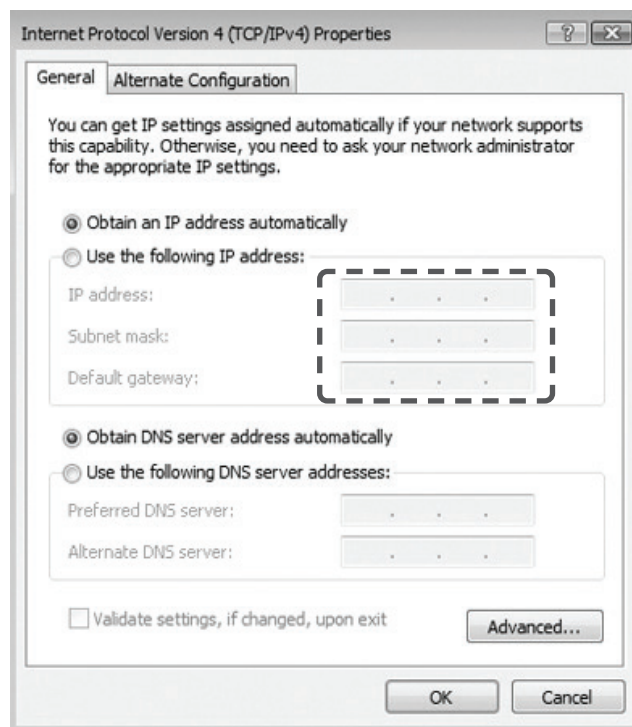 Internet Protocol Version 4 (TCP/IPv4) Properties
General
Alternate Configuration
You can get IP settings assigned automatically if your network supports
this capability. Otherwise, you need to ask your network administrator
for the appropriate IP settings.
Obtain an IP address automatically
Use the following IP address:
IP address:
Subnet mask:
Default gateway:
Obtain DNS server address automatically
Use the following DNS server addresses:
Preferred DNS server:
Alternate DNS server:
Validate settings, if changed, upon exit
Advanced...
OK
Cancel